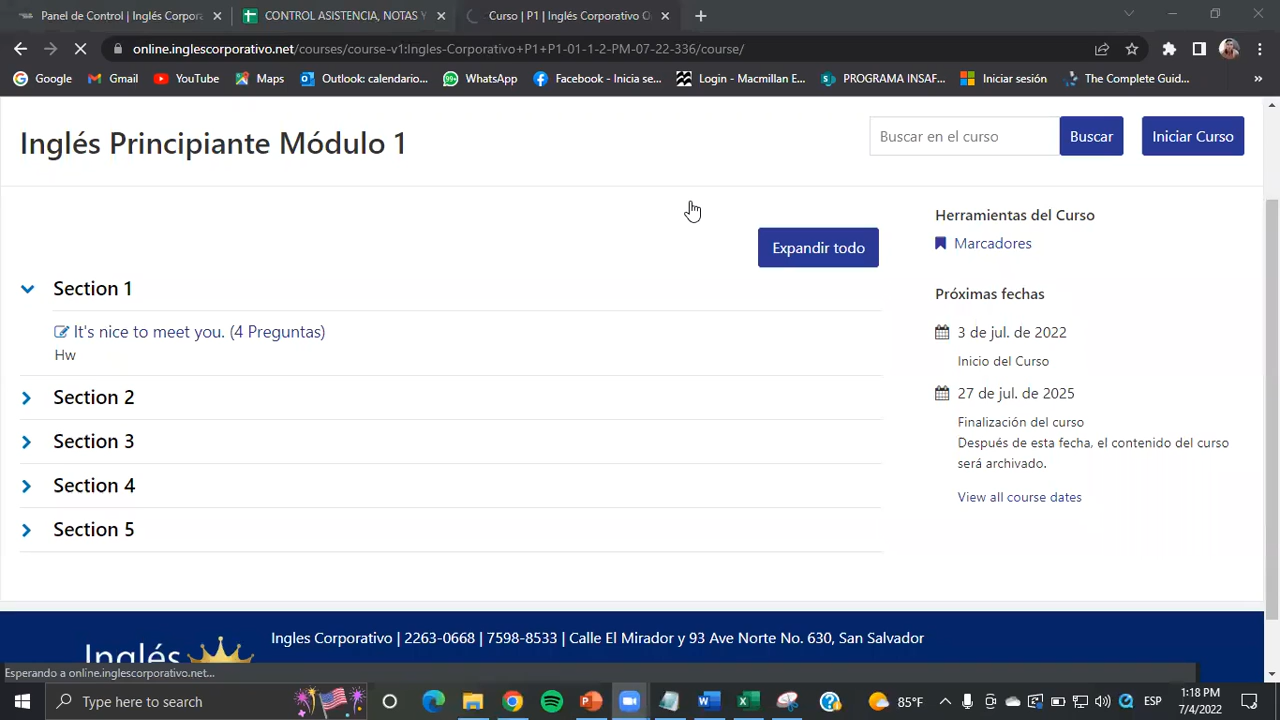 Panel de Control | Inglés Corpora
CONTROL ASISTENCIA, NOTAS Y
Curso | P1 | Inglés Corporativo O
online.inglescorporativo.net/courses/course-v1:Ingles-Corporativo+P1+P1-01-1-2-PM-07-22-336/course/
Google
Gmail
YouTube
Maps
Outlook: calendario...
99+
WhatsApp
Facebook - Inicia se...
Login - Macmillan E...
PROGRAMA INSAF...
Iniciar sesión
The Complete Guid...
Inglés Principiante Módulo 1
Buscar en el curso
Buscar
Iniciar Curso
Expandir todo
Section 1
It's nice to meet you. (4 Preguntas)
Hw
Section 2
Section 3
Section 4
Section 5
Herramientas del Curso
Marcadores
Próximas fechas
3 de jul. de 2022
Inicio del Curso
27 de jul. de 2025
Finalización del curso
Después de esta fecha, el contenido del curso
será archivado.
View all course dates
Inglés
Ingles Corporativo | 2263-0668 | 7598-8533 | Calle El Mirador y 93 Ave Norte No. 630, San Salvador
Esperando a online.inglescorporativo.net...
Type here to search
85°F
ESP
1:18 PM
7/4/2022